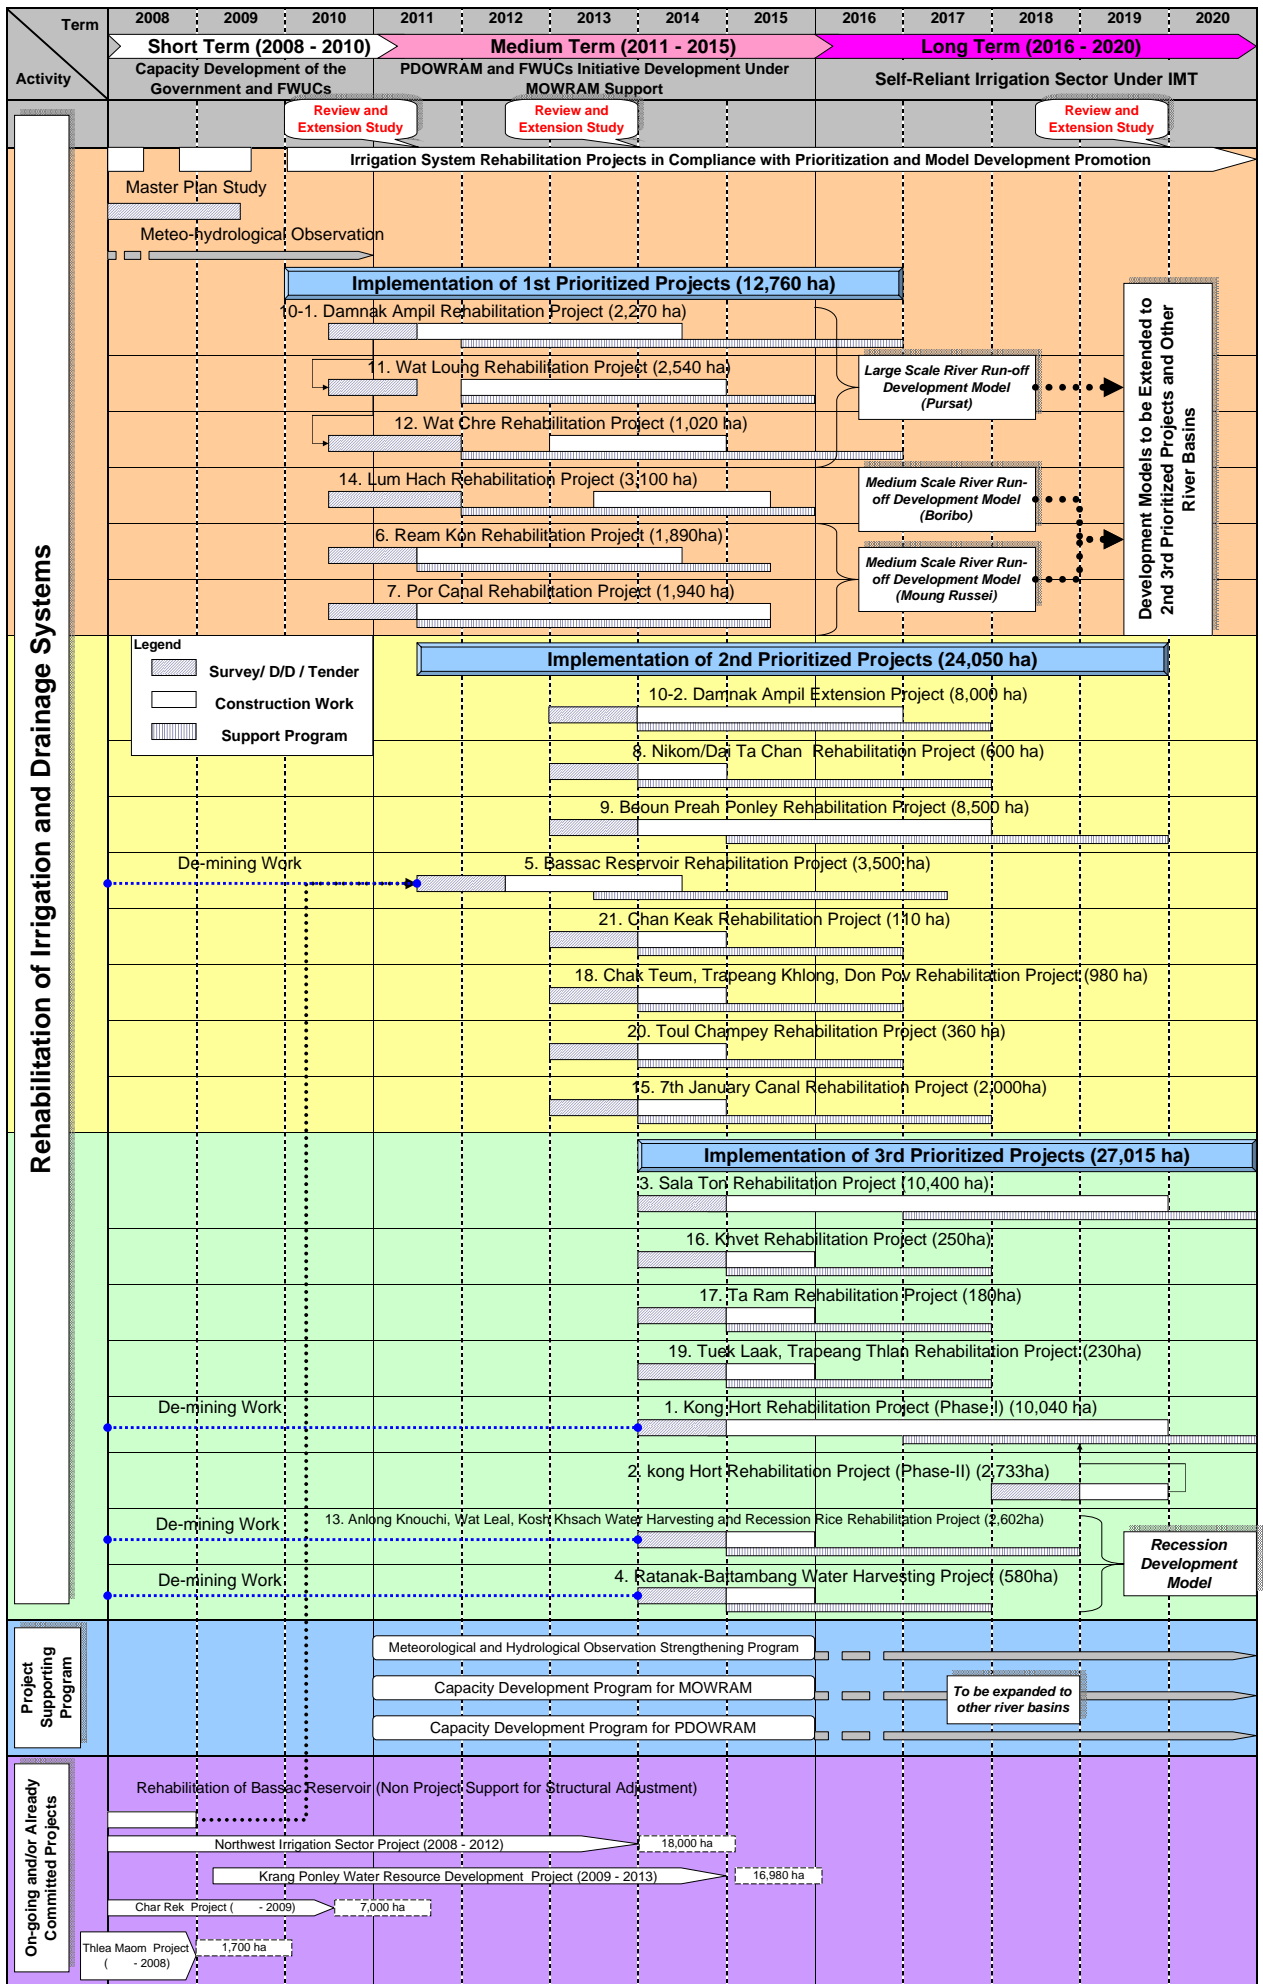 Term
Activity
2008 2009 2010 2011 2012 2013 2014 2015 2016 2017 2018 2019 2020
Short Term (2008 - 2010)
Medium Term (2011 - 2015)
Long Term (2016 - 2020)
Capacity Development of the
Government and FWUCs
PDOWRAM and FWUCs Initiative Development Under
MOWRAM Support
Self-Reliant Irrigation Sector Under IMT
Review and
Extension Study
Review and
Extension Study
Review and
Extension Study
Rehabilitation of Irrigation and Drainage Systems
Irrigation System Rehabilitation Projects in Compliance with Prioritization and Model Development Promotion
Master Plan Study
Meteo-hydrological Observation
Implementation of 1st Prioritized Projects (12,760 ha)
10-1. Damnak Ampil Rehabilitation Project (2,270 ha)
11. Wat Loung Rehabilitation Project (2,540 ha)
12. Wat Chre Rehabilitation Project (1,020 ha)
14. Lum Hach Rehabilitation Project (3,100 ha)
6. Ream Kon Rehabilitation Project (1,890ha)
7. Por Canal Rehabilitation Project (1,940 ha)
Large Scale River Run-off
Development Model
(Pursat)
Medium Scale River Run-
off Development Model
(Boribo)
Medium Scale River Run-
off Development Model
(Moung Russei)
Development Models to be Extended to
2nd 3rd Prioritized Projects and Other
River Basins
Legend
Survey/ D/D / Tender
Construction Work
Support Program
Implementation of 2nd Prioritized Projects (24,050 ha)
10-2. Damnak Ampil Extension Project (8,000 ha)
8. Nikom/Dai Ta Chan Rehabilitation Project (600 ha)
9. Beoun Preah Ponley Rehabilitation Project (8,500 ha)
De-mining Work
5. Bassac Reservoir Rehabilitation Project (3,500 ha)
21. Chan Keak Rehabilitation Project (110 ha)
18. Chak Teum, Trapeang Khlong, Don Pov Rehabilitation Project (980 ha)
20. Toul Champey Rehabilitation Project (360 ha)
15. 7th January Canal Rehabilitation Project (2,000ha)
Implementation of 3rd Prioritized Projects (27,015 ha)
3. Sala Ton Rehabilitation Project (10,400 ha)
16. Khvet Rehabilitation Project (250ha)
17. Ta Ram Rehabilitation Project (180ha)
19. Tuek Laak, Trapeang Thlan Rehabilitation Project (230ha)
De-mining Work
1. Kong Hort Rehabilitation Project (Phase I) (10,040 ha)
2. kong Hort Rehabilitation Project (Phase-II) (2,733ha)
De-mining Work
13. Anlong Knouchi, Wat Leal, Kosh Khsach Water Harvesting and Recession Rice Rehabilitation Project (2,602ha)
De-mining Work
4. Ratanak-Battambang Water Harvesting Project (580ha)
Recession
Development
Model
Project
Supporting
Program
Meteorological and Hydrological Observation Strengthening Program
Capacity Development Program for MOWRAM
Capacity Development Program for PDOWRAM
To be expanded to
other river basins
On-going and/or Already
Committed Projects
Rehabilitation of Bassac Reservoir (Non Project Support for Structural Adjustment)
Northwest Irrigation Sector Project (2008 - 2012)
18,000 ha
Krang Ponley Water Resource Development Project (2009 - 2013)
16,980 ha
Char Rek Project ( - 2009)
7,000 ha
Thlea Maom Project
( - 2008)
1,700 ha